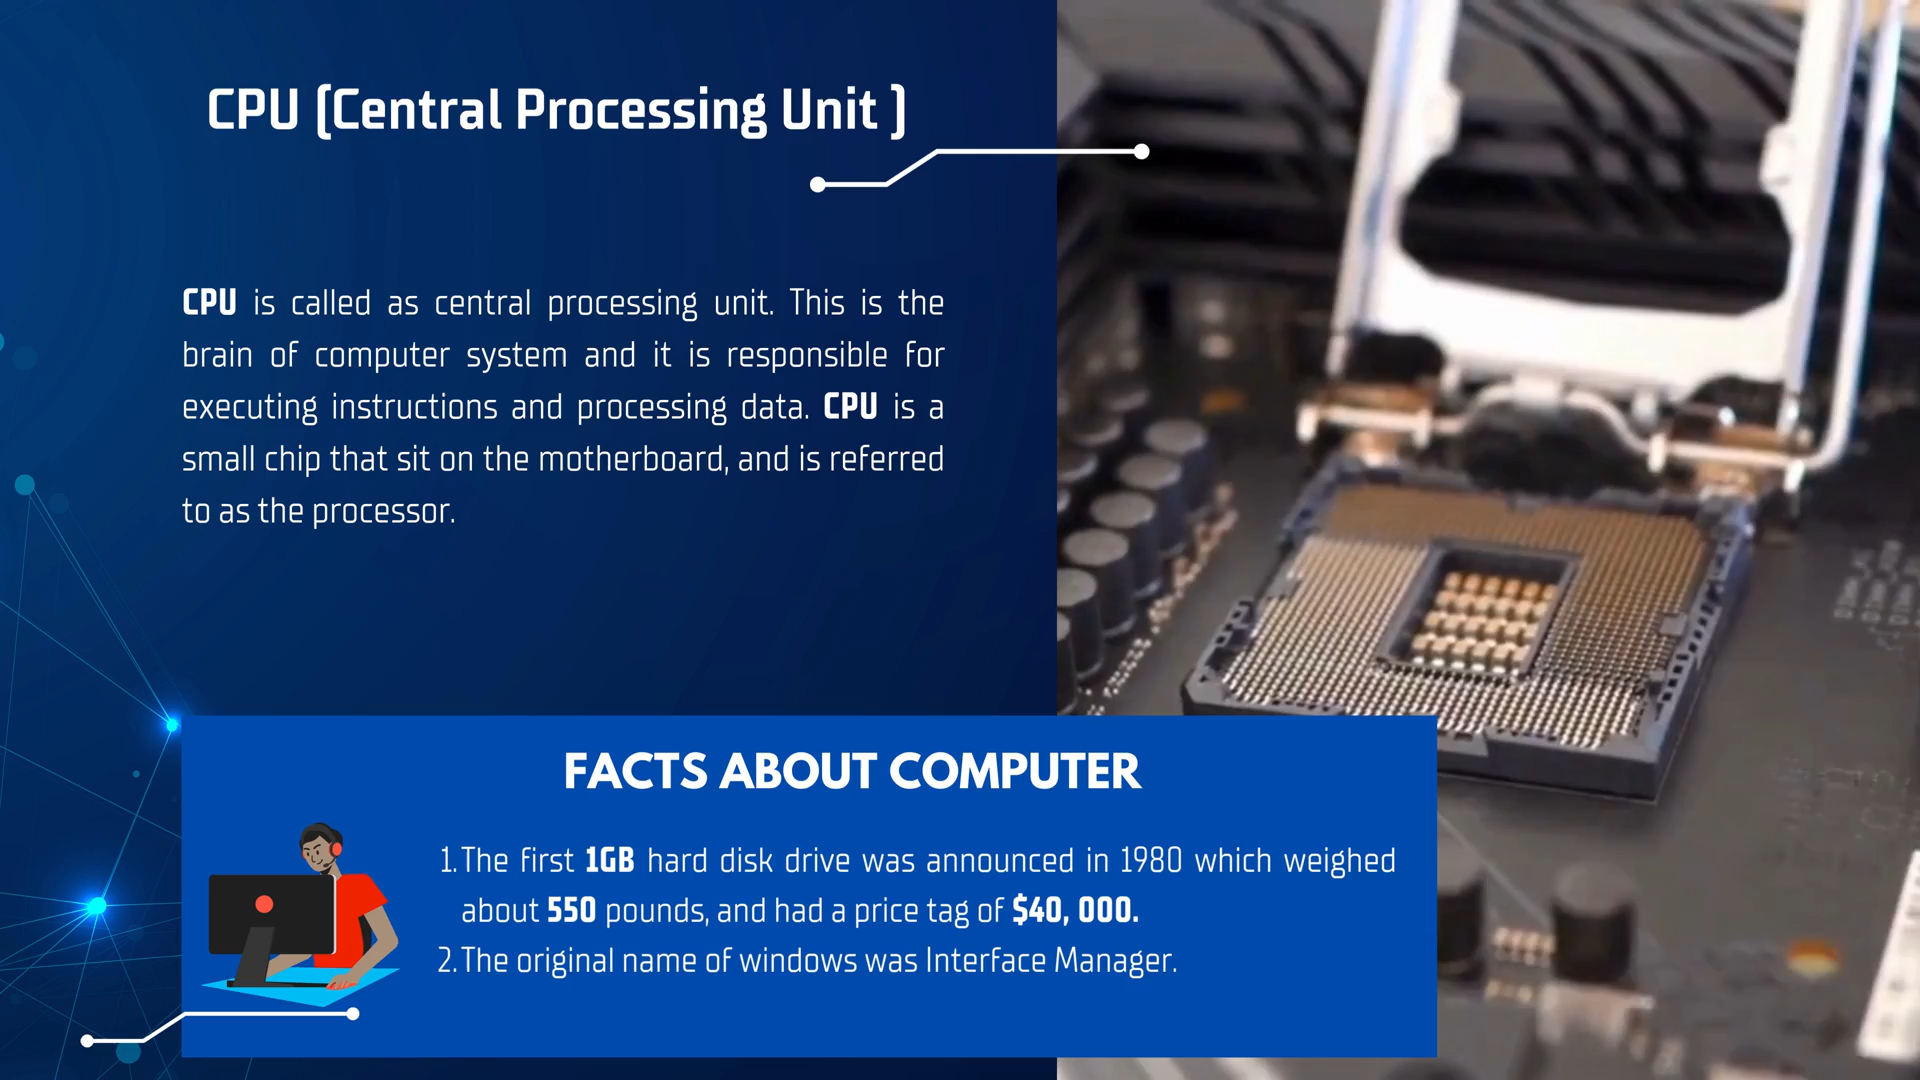 CPU (Central Processing Unit )
CPU is called as central processing unit. This is the
brain of computer system and it is responsible for
executing instructions and processing data. CPU is a
small chip that sit on the motherboard, and is referred
to as the processor.
FACTS ABOUT COMPUTER
1. The first 1GB hard disk drive was announced in 1980 which weighed
about 550 pounds, and had a price tag of $40, 000.
2. The original name of windows was Interface Manager.